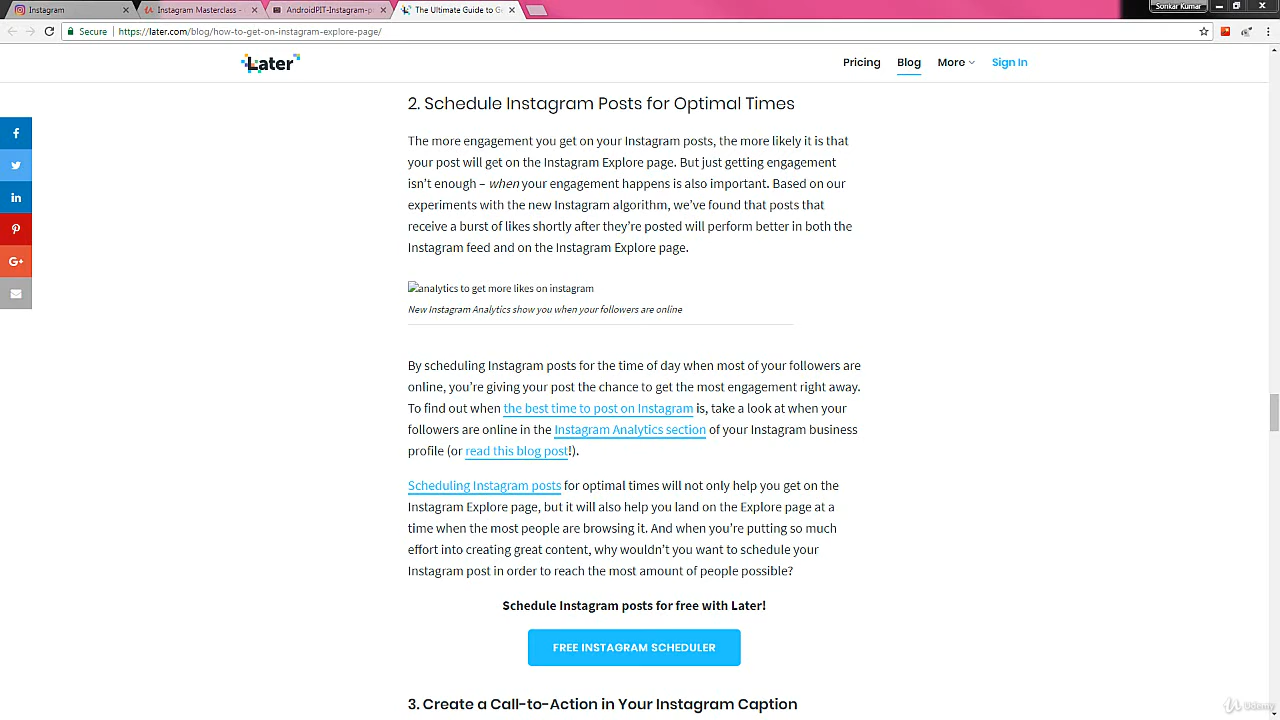 Instagram
Instagram Masterclass -
AndroidPIT-Instagram-p
The Ultimate Guide to G
Sonkar Kumar
Secure
https://later.com/blog/how-to-get-on-instagram-explore-page/
Later
Pricing
Blog
More
Sign In
2. Schedule Instagram Posts for Optimal Times
The more engagement you get on your Instagram posts, the more likely it is that
your post will get on the Instagram Explore page. But just getting engagement
isn’t enough – when your engagement happens is also important. Based on our
experiments with the new Instagram algorithm, we’ve found that posts that
receive a burst of likes shortly after they’re posted will perform better in both the
Instagram feed and on the Instagram Explore page.
analytics to get more likes on instagram
New Instagram Analytics show you when your followers are online
By scheduling Instagram posts for the time of day when most of your followers are
online, you’re giving your post the chance to get the most engagement right away.
To find out when the best time to post on Instagram is, take a look at when your
followers are online in the Instagram Analytics section of your Instagram business
profile (or read this blog post!).
Scheduling Instagram posts for optimal times will not only help you get on the
Instagram Explore page, but it will also help you land on the Explore page at a
time when the most people are browsing it. And when you’re putting so much
effort into creating great content, why wouldn’t you want to schedule your
Instagram post in order to reach the most amount of people possible?
Schedule Instagram posts for free with Later!
FREE INSTAGRAM SCHEDULER
3. Create a Call-to-Action in Your Instagram Caption
Udemy